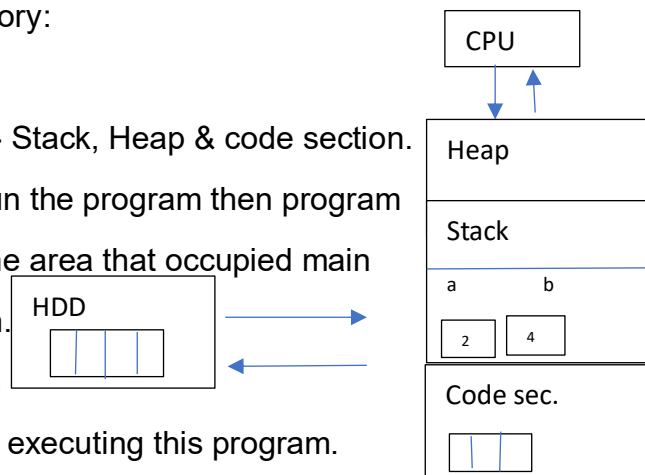 ory:
CPU
Stack, Heap & code section.
Heap
un the program then program
Stack
ne area that occupied main
a b
HDD
2 4
Code sec.
executing this program.